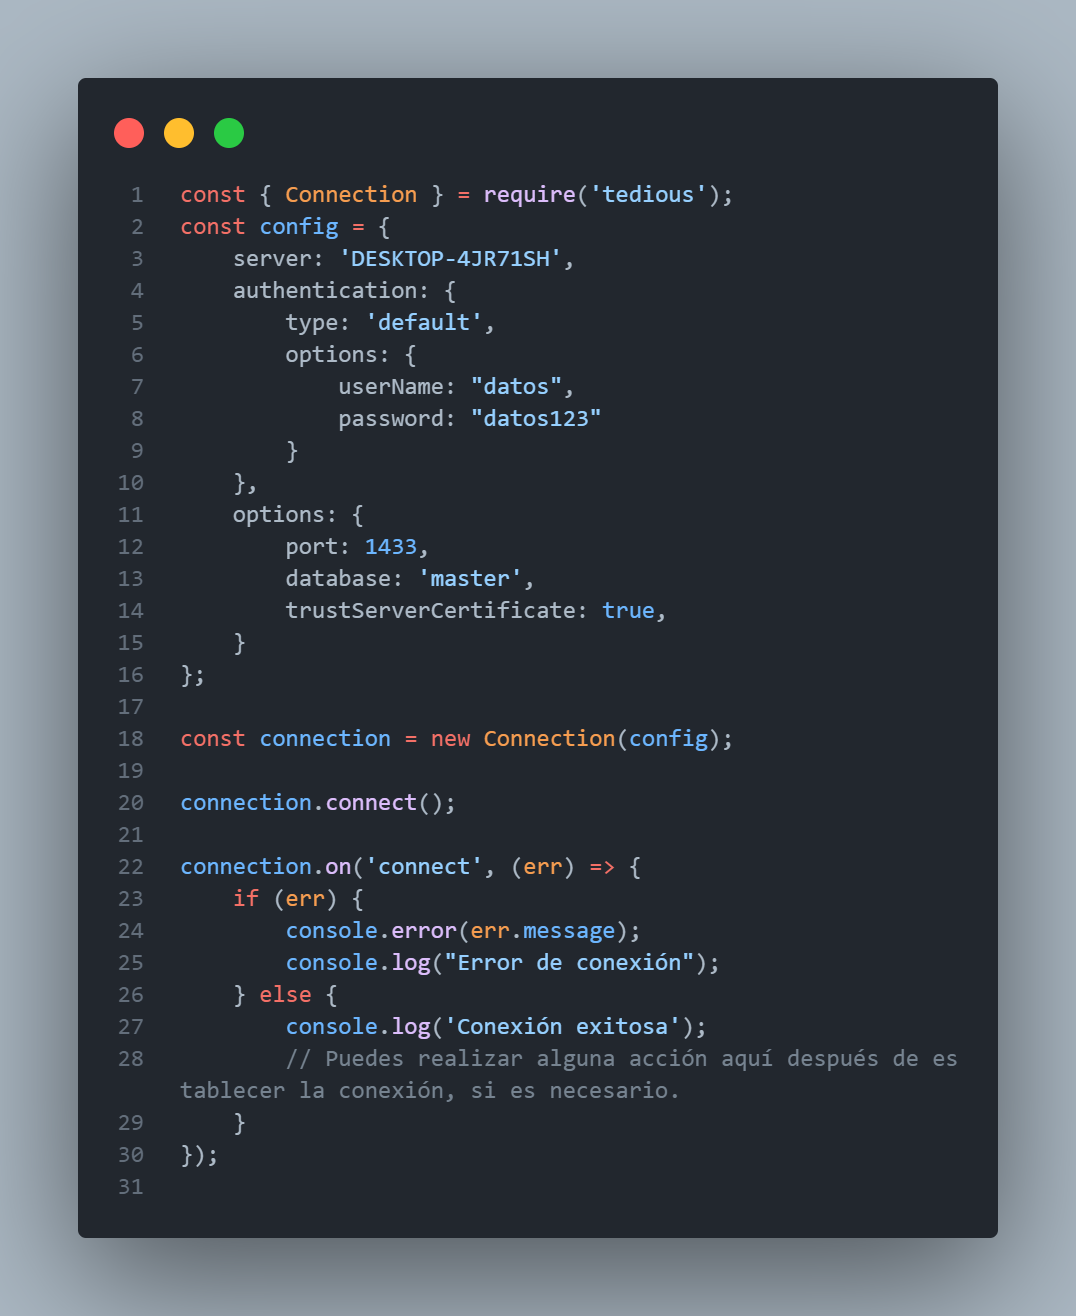 1 const { Connection } = require('tedious');
2 const config = {
3     server: 'DESKTOP-4JR71SH',
4     authentication: {
5         type: 'default',
6         options: {
7             userName: "datos",
8             password: "datos123"
9         }
10     },
11     options: {
12         port: 1433,
13         database: 'master',
14         trustServerCertificate: true,
15     }
16 };
17
18 const connection = new Connection(config);
19
20 connection.connect();
21
22 connection.on('connect', (err) => {
23     if (err) {
24         console.error(err.message);
25         console.log("Error de conexión");
26     } else {
27         console.log('Conexión exitosa');
28         // Puedes realizar alguna acción aquí después de es
tablecer la conexión, si es necesario.
29     }
30 });
31